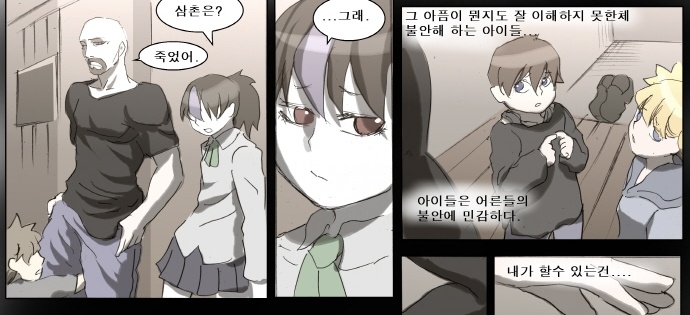 삼촌은?
죽었어.
...그래.
그 아픔이 뭔지도 잘 이해하지 못한체
불안해 하는 아이들...
아이들은 어른들의
불안에 민감하다.
내가 할수 있는건....